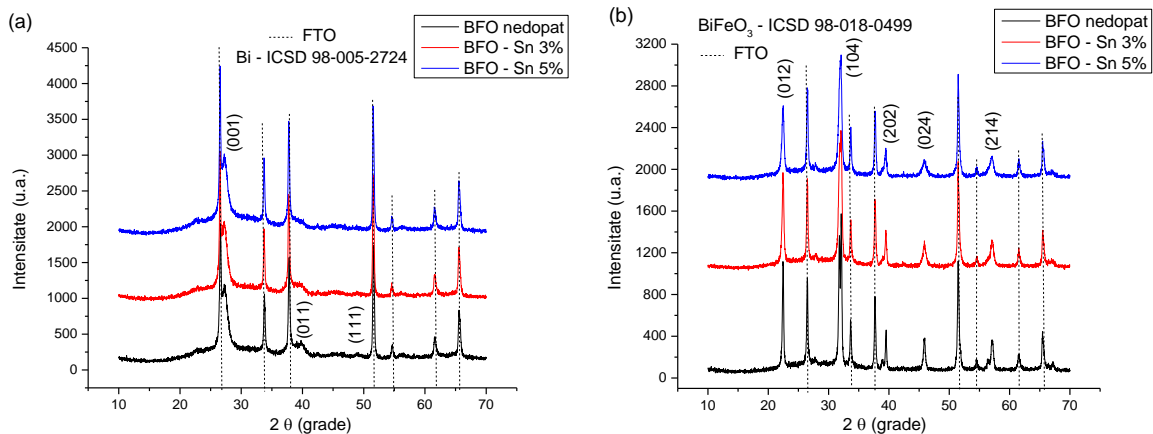 (a)
FTO
Bi - ICSD 98-005-2724
BFO nedopat
BFO - Sn 3%
BFO - Sn 5%
4500
4000
3500
3000
2500
2000
1500
1000
500
0
Intensitate (u.a.)
(001)
(011)
(111)
10 20 30 40 50 60 70
2 θ (grade)
(b)
BiFeO3 - ICSD 98-018-0499
FTO
BFO nedopat
BFO - Sn 3%
BFO - Sn 5%
3200
2800
2400
2000
1600
1200
800
400
0
Intensitate (u.a.)
(012)
(104)
(202)
(024)
(214)
10 20 30 40 50 60 70
2 θ (grade)